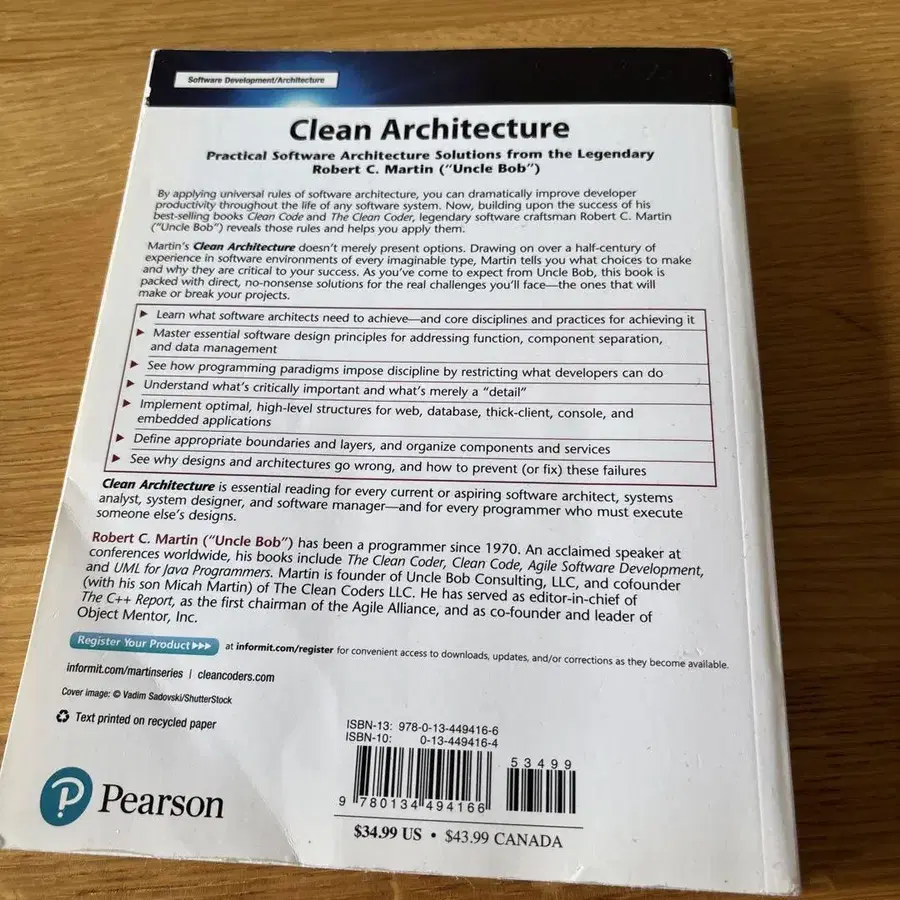 Software Development/Architecture
Clean Architecture
Practical Software Architecture Solutions from the Legendary
Robert C. Martin (“Uncle Bob”)
By applying universal rules of software architecture, you can dramatically improve developer
productivity throughout the life of any software system. Now, building upon the success of his
best-selling books Clean Code and The Clean Coder, legendary software craftsman Robert C. Martin
(“Uncle Bob”) reveals those rules and helps you apply them.
Martin’s Clean Architecture doesn’t merely present options. Drawing on over a half-century of
experience in software environments of every imaginable type, Martin tells you what choices to make
and why they are critical to your success. As you’ve come to expect from Uncle Bob, this book is
packed with direct, no-nonsense solutions for the real challenges you’ll face—the ones that will
make or break your projects.
▶ Learn what software architects need to achieve—and core disciplines and practices for achieving it
▶ Master essential software design principles for addressing function, component separation,
and data management
▶ See how programming paradigms impose discipline by restricting what developers can do
▶ Understand what’s critically important and what’s merely a “detail”
▶ Implement optimal, high-level structures for web, database, thick-client, console, and
embedded applications
▶ Define appropriate boundaries and layers, and organize components and services
▶ See why designs and architectures go wrong, and how to prevent (or fix) these failures
Clean Architecture is essential reading for every current or aspiring software architect, systems
analyst, system designer, and software manager—and for every programmer who must execute
someone else’s designs.
Robert C. Martin (“Uncle Bob”) has been a programmer since 1970. An acclaimed speaker at
conferences worldwide, his books include The Clean Coder, Clean Code, Agile Software Development,
and UML for Java Programmers. Martin is founder of Uncle Bob Consulting, LLC, and cofounder
(with his son Micah Martin) of The Clean Coders LLC. He has served as editor-in-chief of
The C++ Report, as the first chairman of the Agile Alliance, and as co-founder and leader of
Object Mentor, Inc.
Register Your Product▶▶▶ at informit.com/register for convenient access to downloads, updates, and/or corrections as they become available.
informit.com/martinseries | cleancoders.com
Cover image: © Vadim Sadovski/ShutterStock
♻ Text printed on recycled paper
ISBN-13: 978-0-13-449416-6
ISBN-10: 0-13-449416-4
5 3 4 9 9
9 780134 494166
$34.99 US • $43.99 CANADA
P Pearson